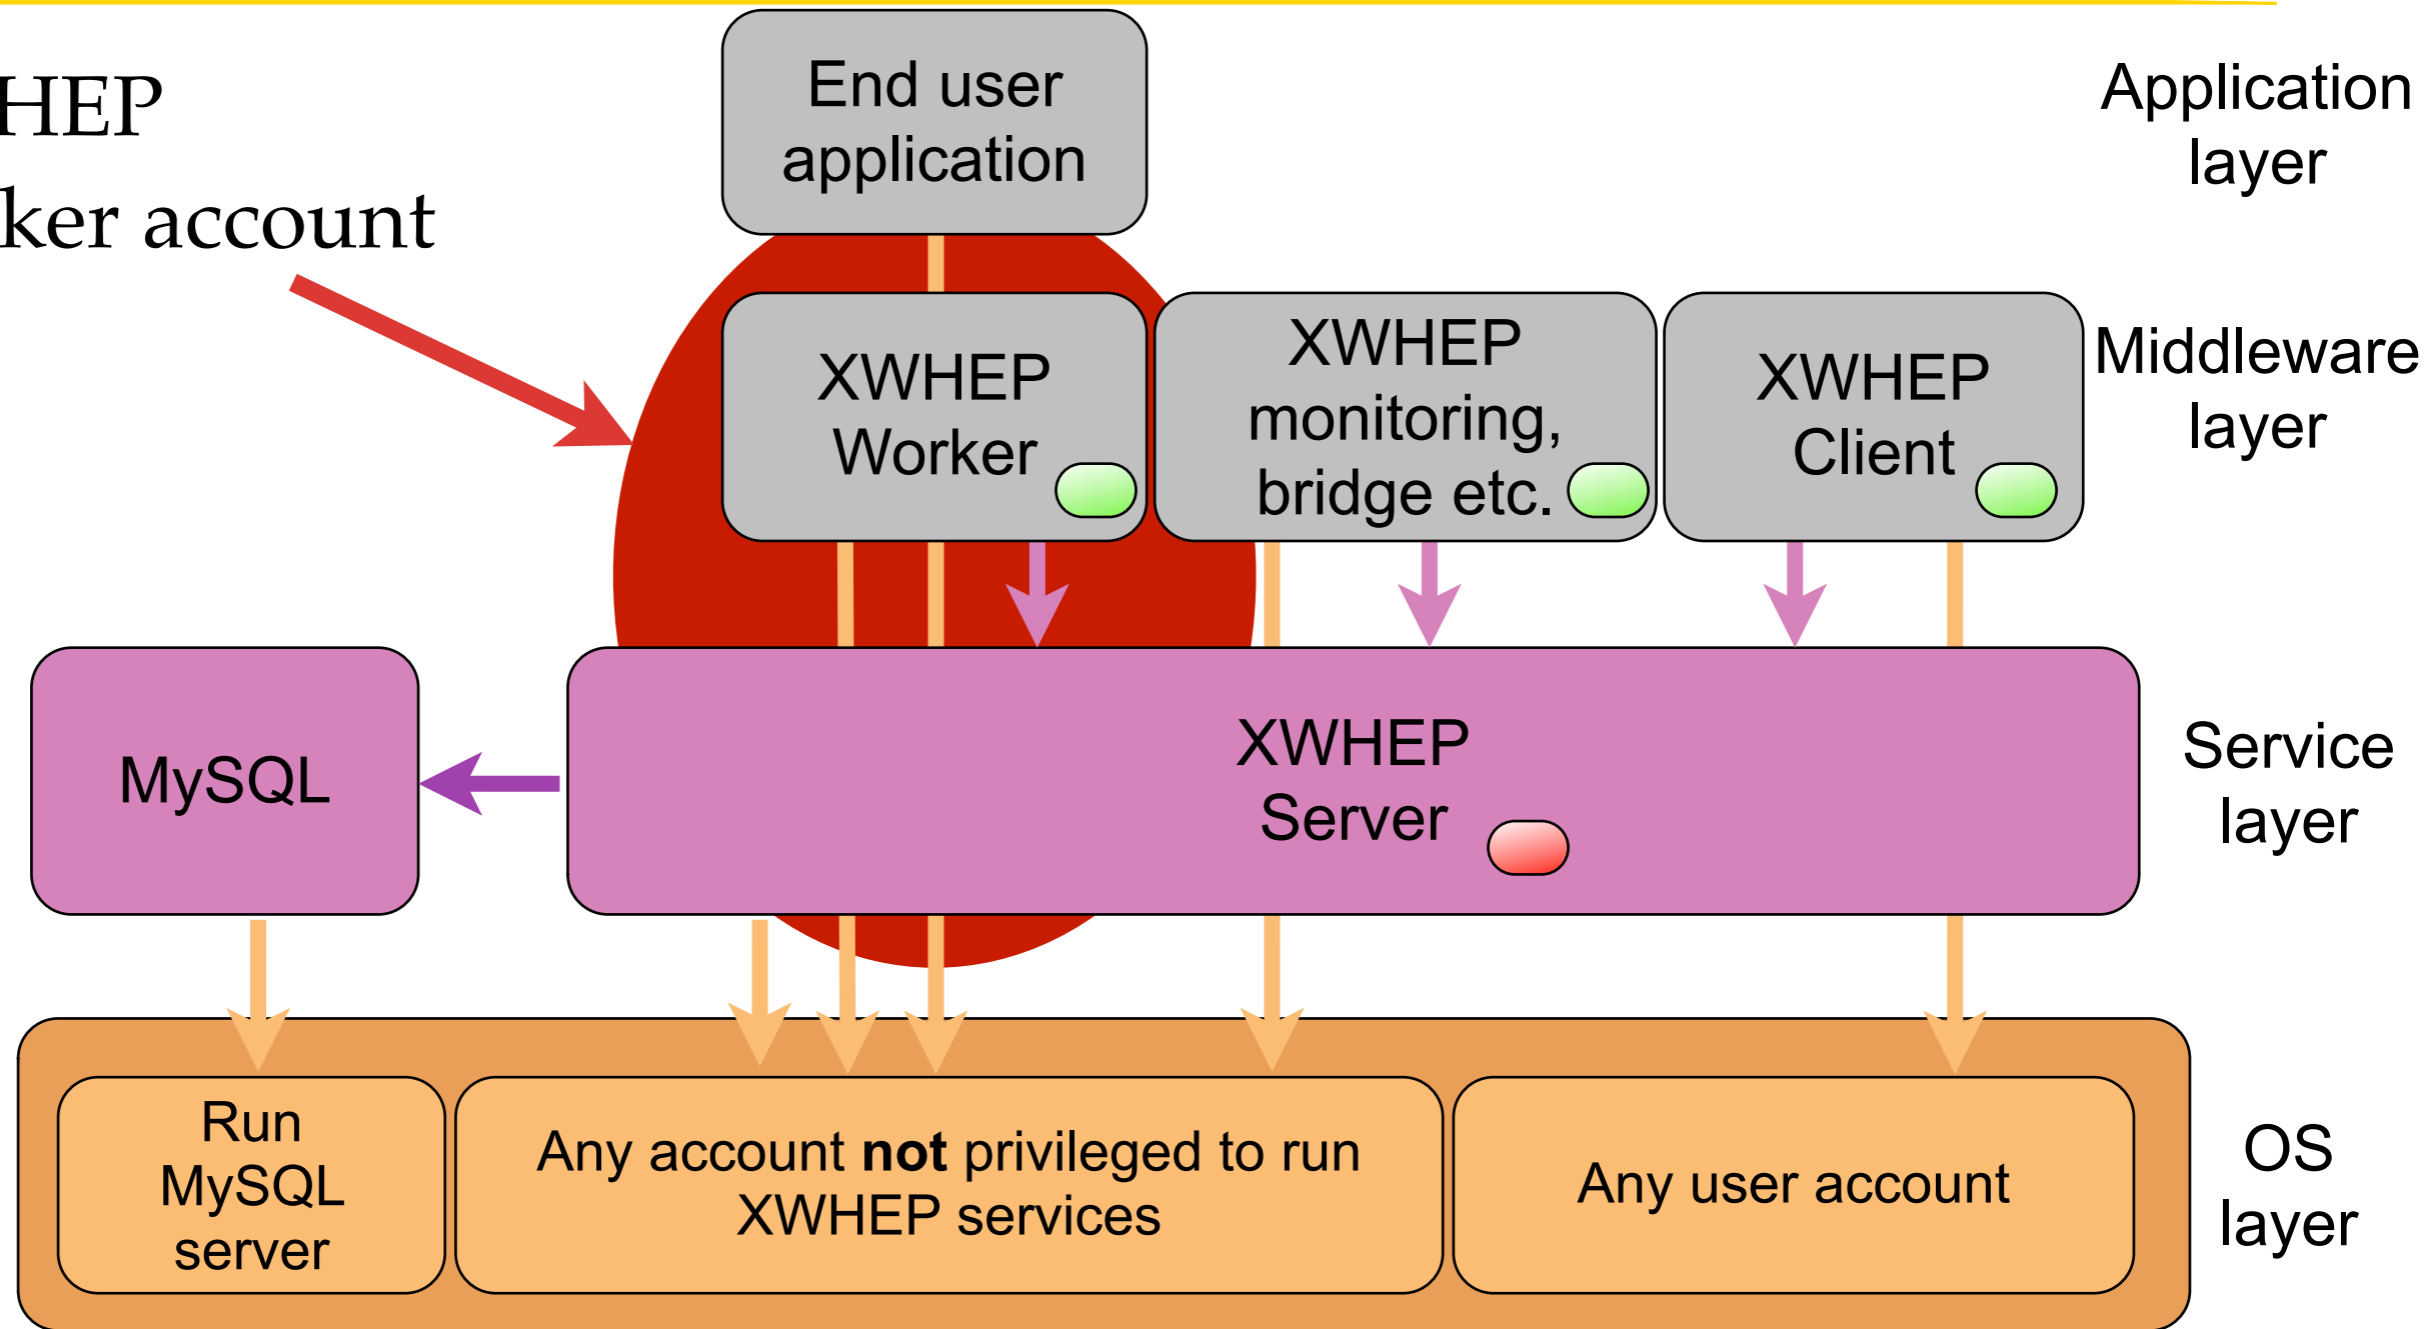 HEP
ker account
End user
application
Application
layer
XWHEP
Worker
XWHEP
monitoring,
bridge etc.
XWHEP
Client
Middleware
layer
MySQL
XWHEP
Server
Service
layer
Run
MySQL
server
Any account not privileged to run
XWHEP services
Any user account
OS
layer